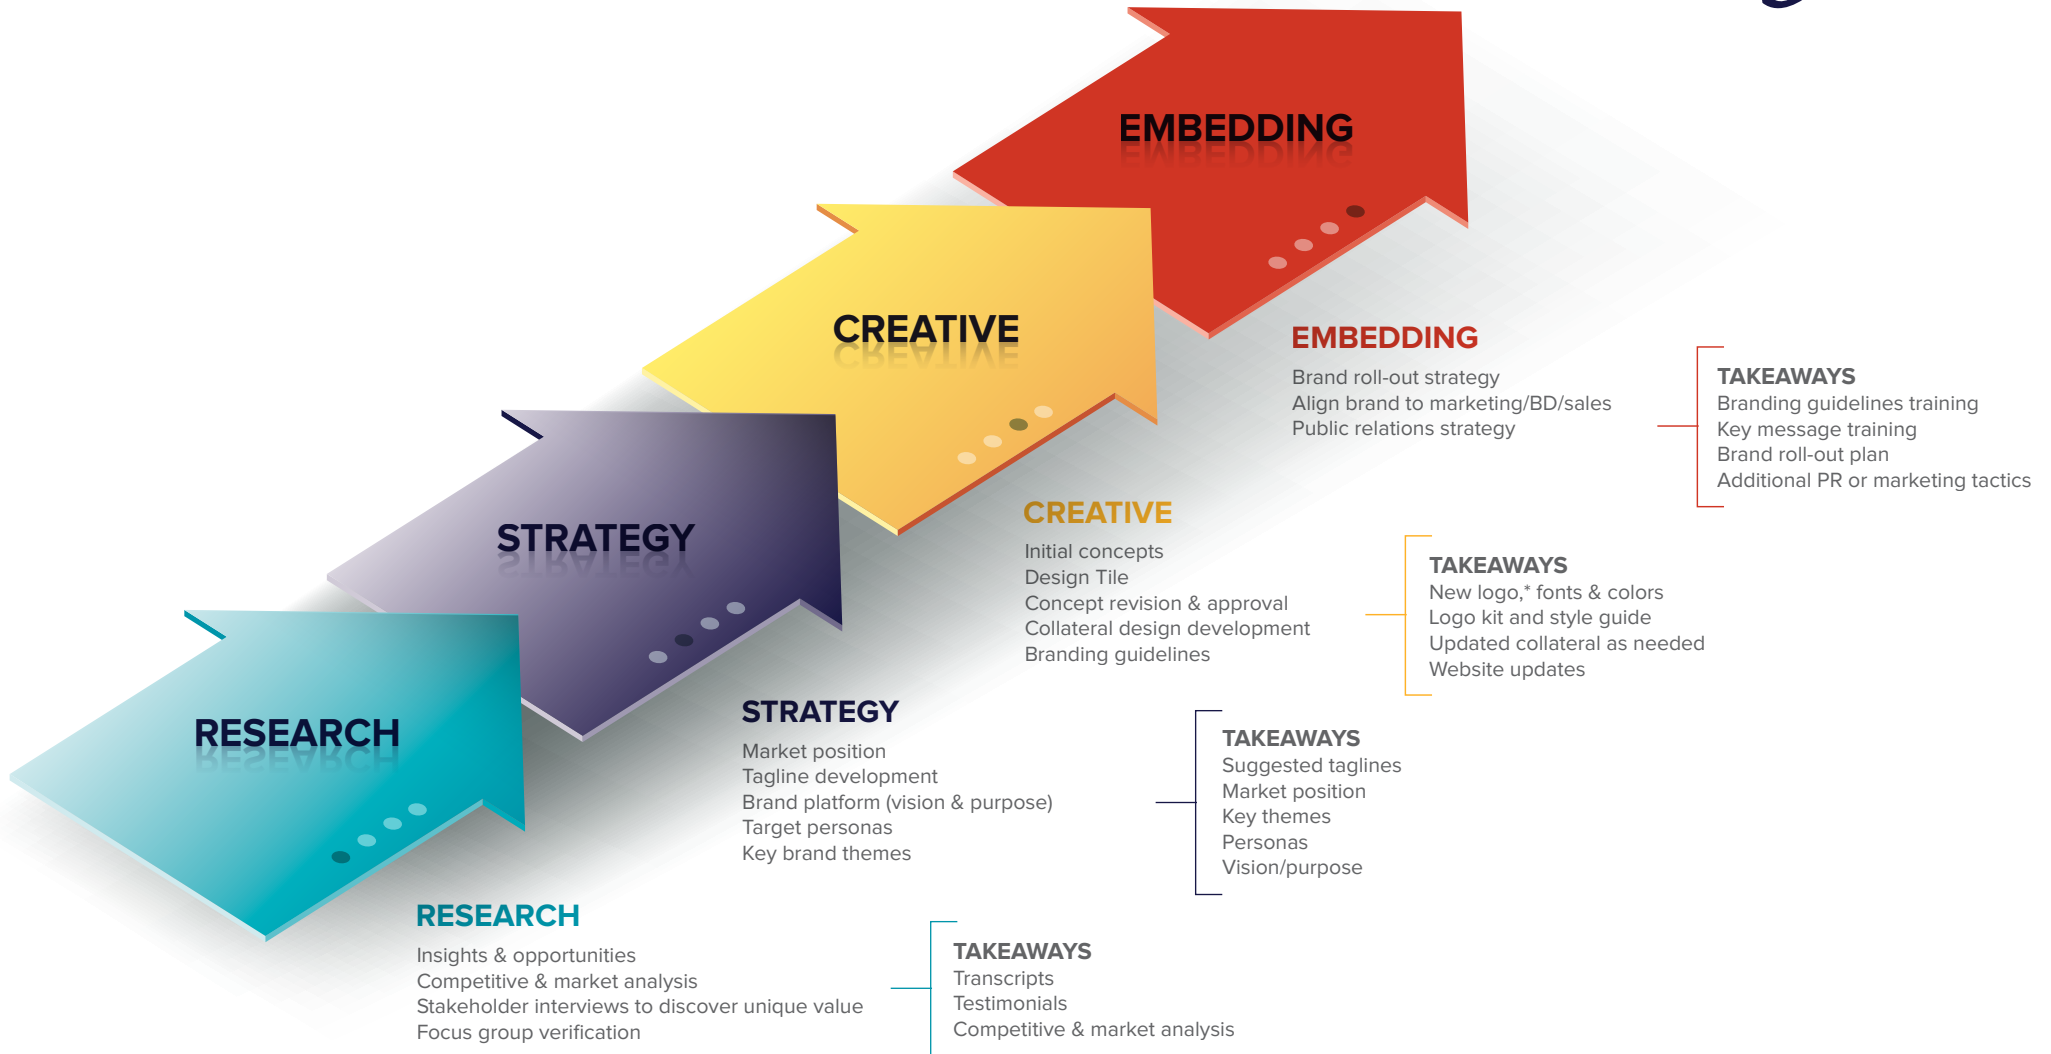 EMBEDDING
CREATIVE
STRATEGY
RESEARCH
EMBEDDING
Brand roll-out strategy
Align brand to marketing/BD/sales
Public relations strategy
TAKEAWAYS
Branding guidelines training
Key message training
Brand roll-out plan
Additional PR or marketing tactics
CREATIVE
Initial concepts
Design Tile
Concept revision & approval
Collateral design development
Branding guidelines
TAKEAWAYS
New logo,* fonts & colors
Logo kit and style guide
Updated collateral as needed
Website updates
STRATEGY
Market position
Tagline development
Brand platform (vision & purpose)
Target personas
Key brand themes
TAKEAWAYS
Suggested taglines
Market position
Key themes
Personas
Vision/purpose
RESEARCH
Insights & opportunities
Competitive & market analysis
Stakeholder interviews to discover unique value
Focus group verification
TAKEAWAYS
Transcripts
Testimonials
Competitive & market analysis